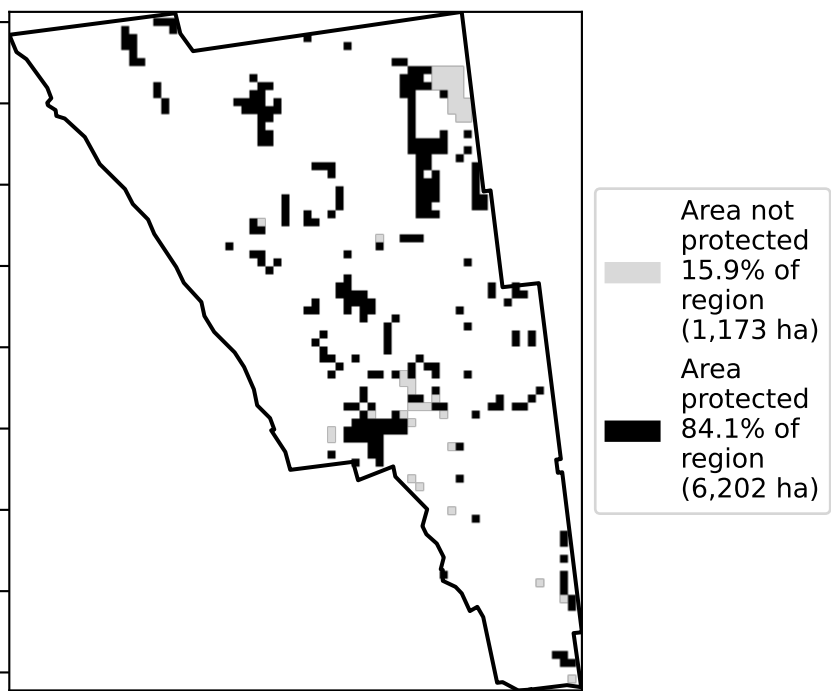 Area not
protected
15.9% of
region
(1,173 ha)
Area
protected
84.1% of
region
(6,202 ha)